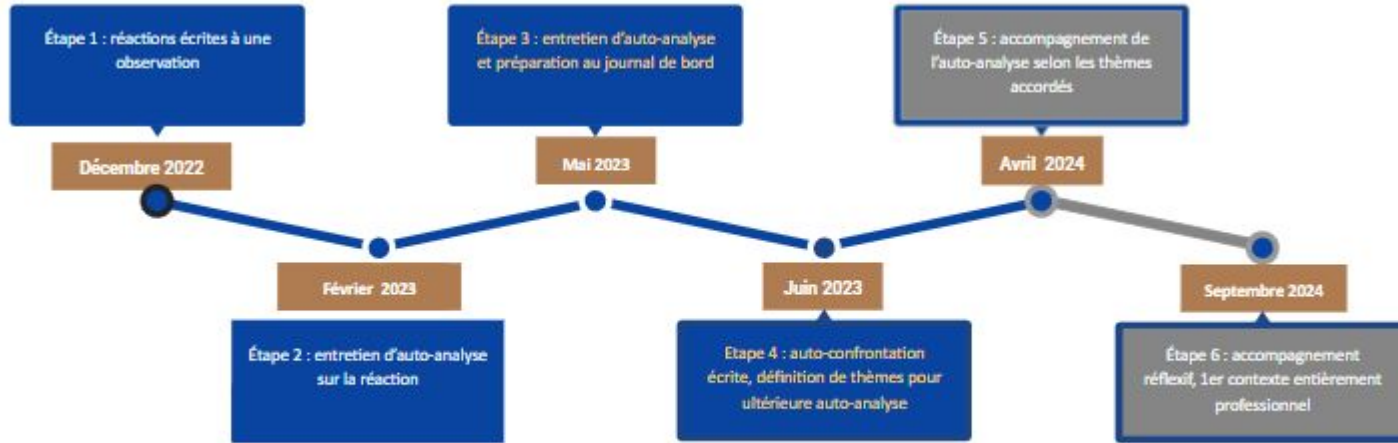 Étape 1 : réactions écrites à une
observation
Décembre 2022
Février 2023
Étape 2 : entretien d'auto-analyse
sur la réaction
Étape 3 : entretien d'auto-analyse
et préparation au journal de bord
Mai 2023
Juin 2023
Etape 4 : auto-confrontation
écrite, définition de thèmes pour
ultérieure auto-analyse
Étape 5 : accompagnement de
l'auto-analyse selon les thèmes
accordés
Avril 2024
Septembre 2024
Étape 6 : accompagnement
réflexif, 1er contexte entièrement
professionnel